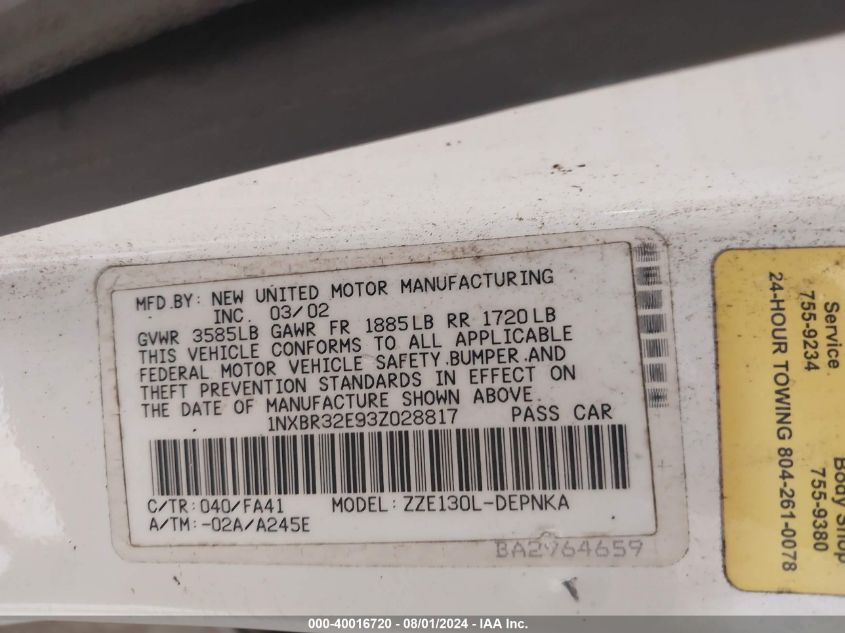 MFD.BY: NEW UNITED MOTOR MANUFACTURING
INC. 03/02
GVWR 3585LB GAWR FR 1885LB RR 1720LB
THIS VEHICLE CONFORMS TO ALL APPLICABLE
FEDERAL MOTOR VEHICLE SAFETY,BUMPER,AND
THEFT PREVENTION STANDARDS IN EFFECT ON
THE DATE OF MANUFACTURE SHOWN ABOVE.
1NXBR32E93Z028817 PASS CAR
C/TR: 040/FA41 MODEL: ZZE130L-DEPNKA
A/TM: -02A/A245E
BA2964659
Service
755-9234
24-HOUR TOWING 804-261-0078
Body Shop
755-9380
000-40016720 - 08/01/2024 - IAA Inc.